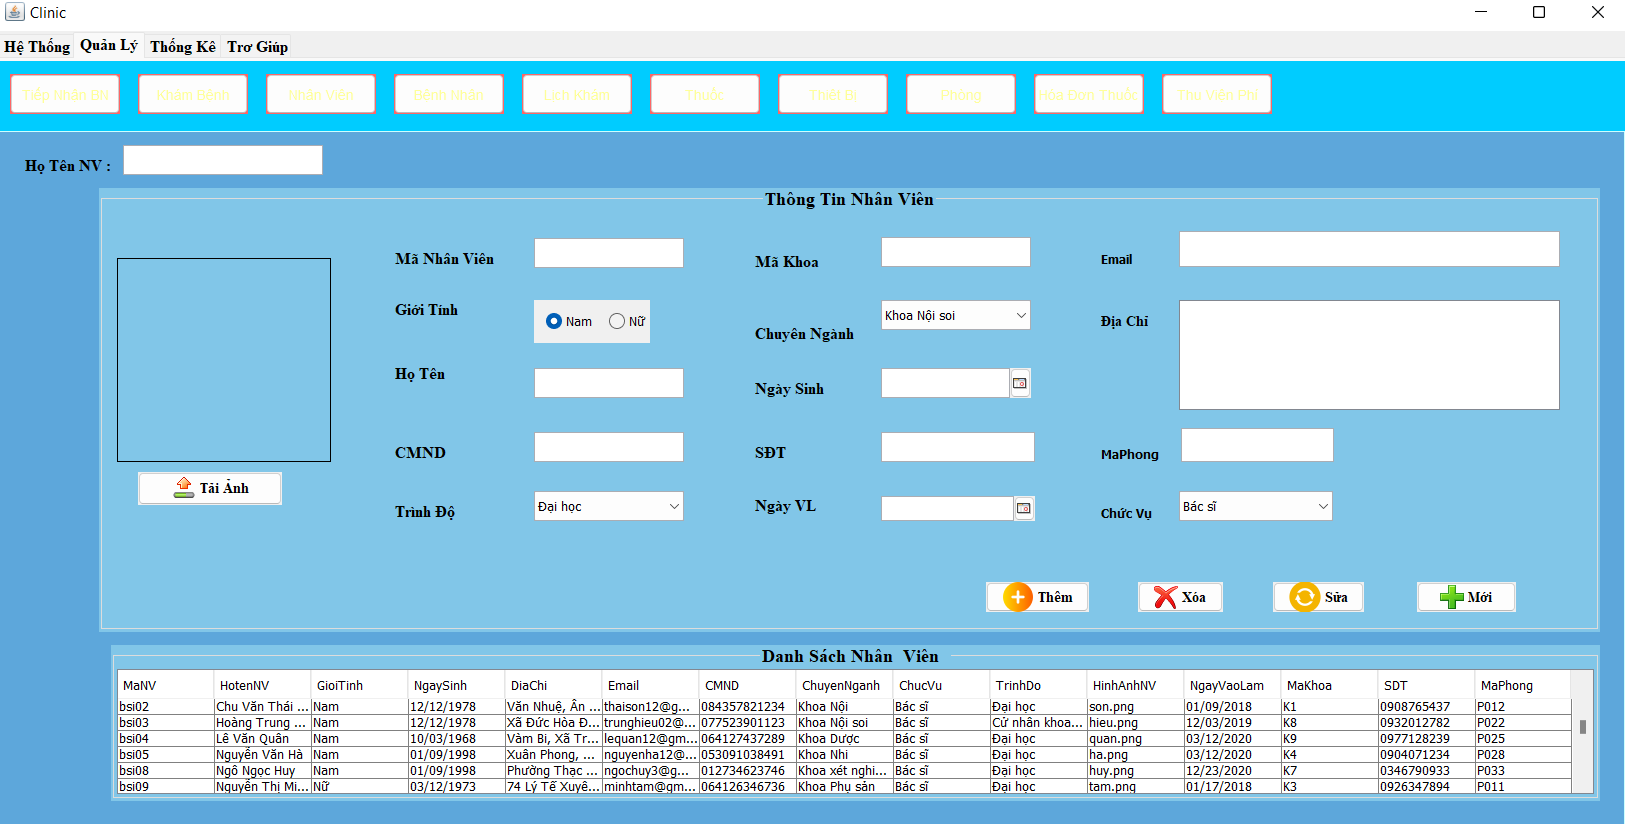 Clinic
Hệ Thống Quản Lý Thống Kê Trơ Giúp
Tiếp Nhận BN Khám Bệnh Nhân Viên Bệnh Nhân Lịch Khám Thuốc Thiết Bị Phòng Hóa Đơn Thuốc Thu Viện Phí
Họ Tên NV :
Thông Tin Nhân Viên
Mã Nhân Viên Mã Khoa Email
Giới Tính Nam Nữ Chuyên Ngành Khoa Nội soi Địa Chỉ
Họ Tên Ngày Sinh
CMND SĐT MaPhong
Tải Ảnh
Trình Độ Đại học Ngày VL Chức Vụ Bác sĩ
Thêm Xóa Sửa Mới
Danh Sách Nhân Viên
MaNV HotenNV GioiTinh NgaySinh DiaChi Email CMND ChuyenNganh ChucVu TrinhDo HinhAnhNV NgayVaoLam MaKhoa SDT MaPhong
bsi02 Chu Văn Thái ... Nam 12/12/1978 Văn Nhuệ, Ân ... thaison12@g... 084357821234 Khoa Nội Bác sĩ Đại học son.png 01/09/2018 K1 0908765437 P012
bsi03 Hoàng Trung ... Nam 12/12/1978 Xã Đức Hòa Đ... trunghieu02@... 077523901123 Khoa Nội soi Bác sĩ Cử nhân khoa... hieu.png 12/03/2019 K8 0932012782 P022
bsi04 Lê Văn Quân Nam 10/03/1968 Vàm Bi, Xã Tr... lequan12@gm... 064127437289 Khoa Dược Bác sĩ Đại học quan.png 03/12/2020 K9 0977128239 P025
bsi05 Nguyễn Văn Hà Nam 01/09/1998 Xuân Phong, ... nguyenha12@... 053091038491 Khoa Nhi Bác sĩ Đại học ha.png 03/12/2020 K4 0904071234 P028
bsi08 Ngô Ngọc Huy Nam 01/09/1998 Phường Thạc ... ngochuy3@g... 012734623746 Khoa xét nghi... Bác sĩ Đại học huy.png 12/23/2020 K7 0346790933 P033
bsi09 Nguyễn Thị Mi... Nữ 03/12/1973 74 Lý Tế Xuyê... minhtam@gm... 064126346736 Khoa Phụ sản Bác sĩ Đại học tam.png 01/17/2018 K3 0926347894 P011